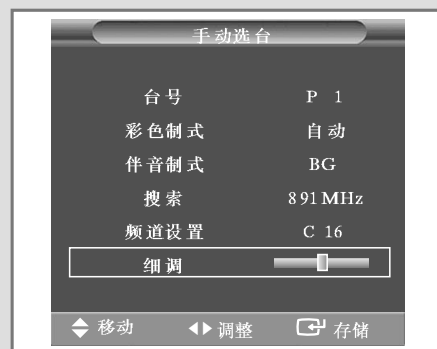 手动选台
台号 P 1
彩色制式 自动
伴音制式 BG
搜索 891MHz
频道设置 C 16
细调
移动 调整 存储